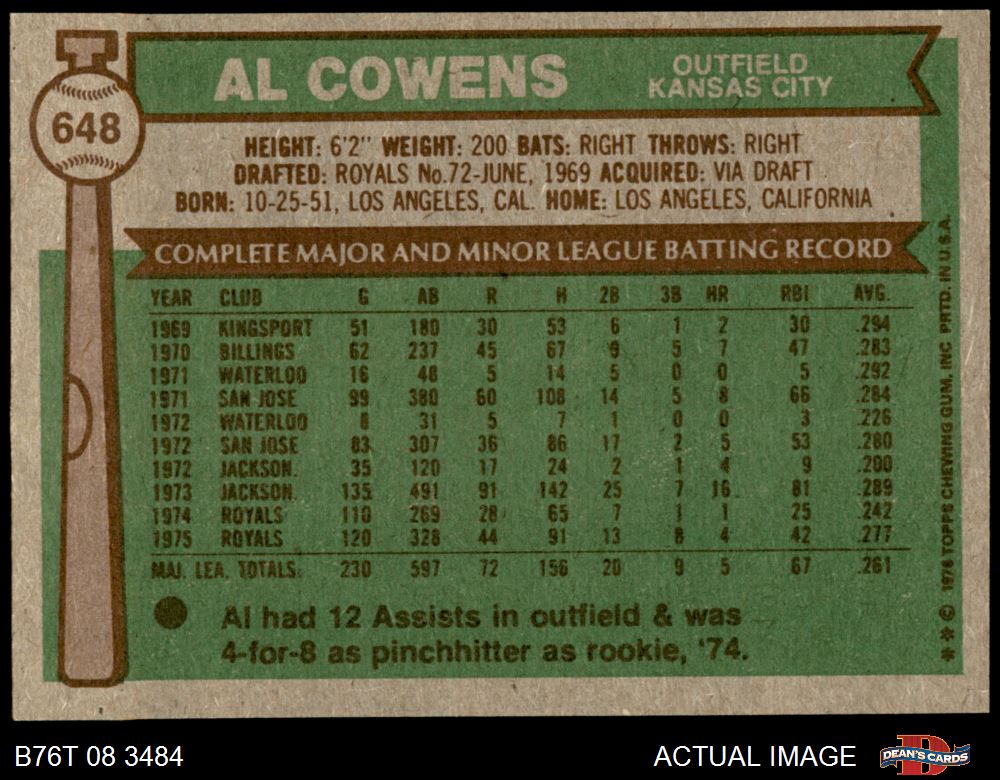 648
AL COWENS
OUTFIELD
KANSAS CITY
HEIGHT: 6'2" WEIGHT: 200 BATS: RIGHT THROWS: RIGHT
DRAFTED: ROYALS No.72-JUNE, 1969 ACQUIRED: VIA DRAFT
BORN: 10-25-51, LOS ANGELES, CAL. HOME: LOS ANGELES, CALIFORNIA
COMPLETE MAJOR AND MINOR LEAGUE BATTING RECORD
YEAR CLUB G AB R H 2B 3B HR RBI AVG.
1969 KINGSPORT 51 180 30 53 6 1 2 30 .294
1970 BILLINGS 62 237 45 67 9 5 7 47 .283
1971 WATERLOO 16 48 5 14 5 0 0 5 .292
1971 SAN JOSE 99 380 60 108 14 5 8 66 .284
1972 WATERLOO 8 31 5 7 1 0 0 3 .226
1972 SAN JOSE 83 307 36 86 17 2 5 53 .280
1972 JACKSON 35 120 17 24 2 1 4 9 .200
1973 JACKSON 135 491 91 142 25 7 16 81 .289
1974 ROYALS 110 269 28 65 7 1 1 25 .242
1975 ROYALS 120 328 44 91 13 8 4 42 .277
MAJ. LEA. TOTALS 230 597 72 156 20 9 5 67 .261
Al had 12 Assists in outfield & was
4-for-8 as pinchhitter as rookie, '74.
* * © 1976 TOPPS CHEWING GUM, INC PRTD. IN U.S.A.
B76T 08 3484
ACTUAL IMAGE
DEAN'S CARDS